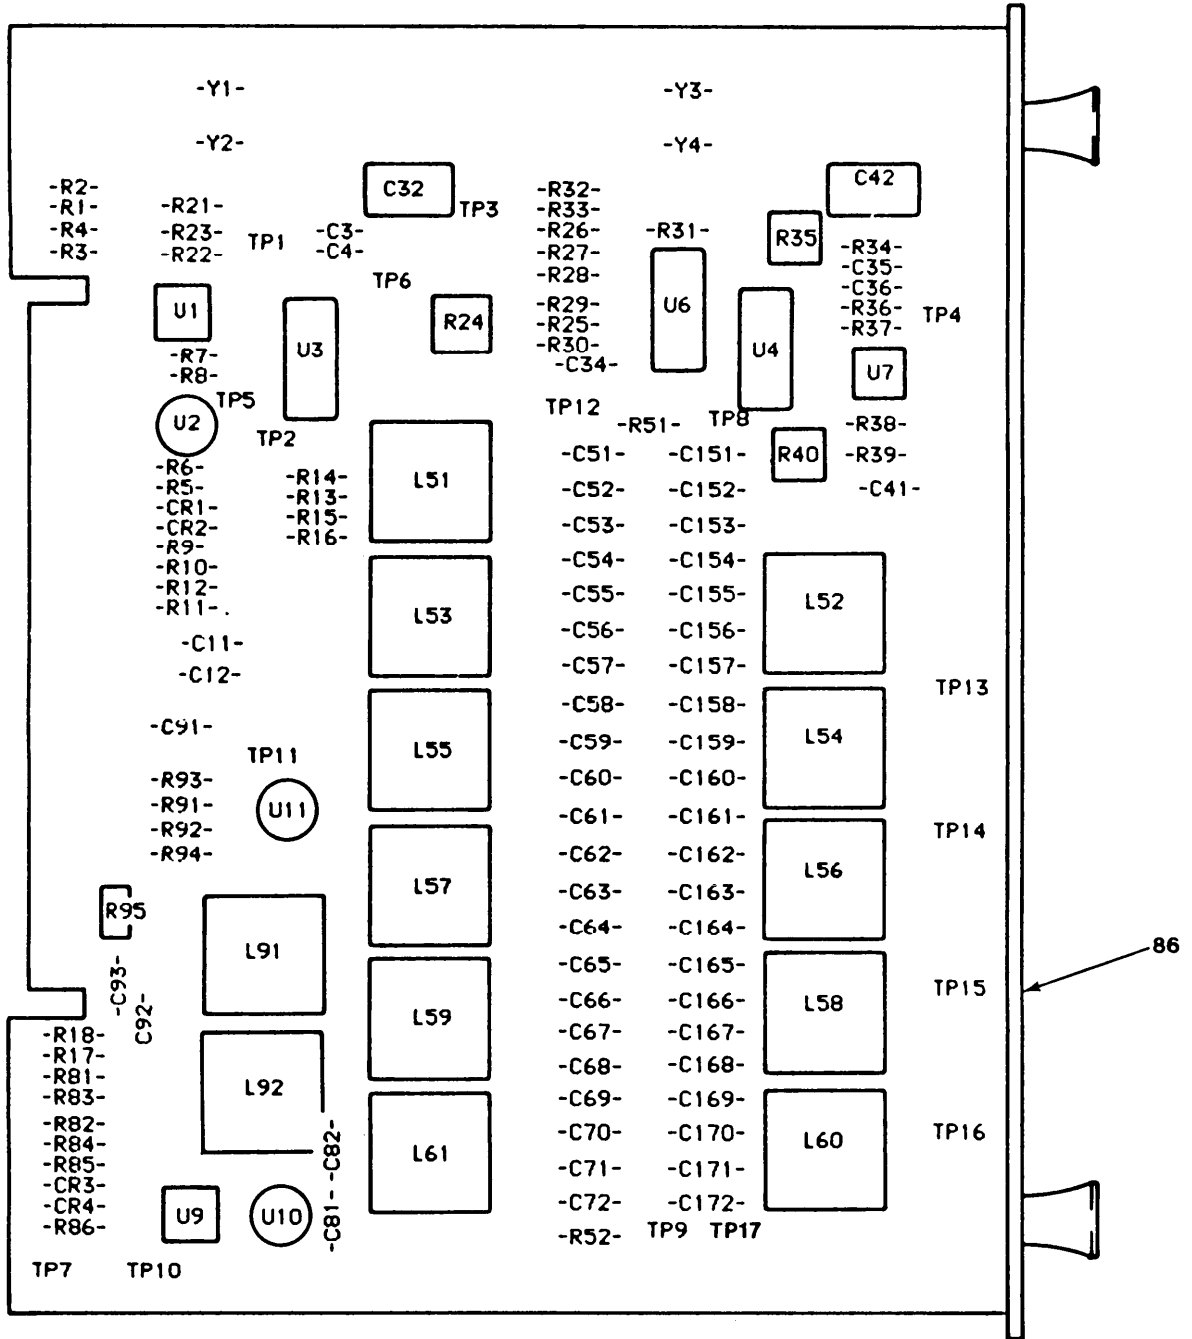 -Y1- -Y3-
-Y2- -Y4-
C32 C42
-R2- -R32-
-R1- -R21- TP3 -R33-
-R4- -R23- TP1 -C3- -R26- -R31- R35
-R3- -R22- -C4- -R27- -R34-
TP6 -R28- -C35-
-C36-
U1 -R29- U6 -R36- TP4
R24 -R25- -R37-
U3 -R30- U4
-R7- -C34- U7
-R8-
U2 TP5 TP12 TP8
TP2 -R51- -R38-
-C51- -C151- R40 -R39-
-R6- -R14- L51
-R5- -R13- -C52- -C152- -C41-
-CR1- -R15-
-CR2- -R16- -C53- -C153-
-R9- -C54- -C154-
-R10-
-R12- -C55- -C155- L52
-R11- L53
-C11- -C56- -C156-
-C12- -C57- -C157- TP13
-C91- -C58- -C158-
TP11 L55 -C59- -C159- L54
-R93- -C60- -C160-
-R91- U11 -C61- -C161-
-R92- TP14
-R94- -C62- -C162- L56
L57 -C63- -C163-
R95 -C64- -C164-
L91 -C65- -C165- 86
-C93- TP15
C92- L59 -C66- -C166- L58
-R18- -C67- -C167-
-R17- -C68- -C168-
-R81- L92
-R83- -C69- -C169-
-R82- -C82- -C70- -C170- L60 TP16
-R84- L61
-R85- -C71- -C171-
-CR3-
-CR4- U9 U10 -C81- -C72- -C172-
-R86- -R52- TP9 TP17
TP7 TP10